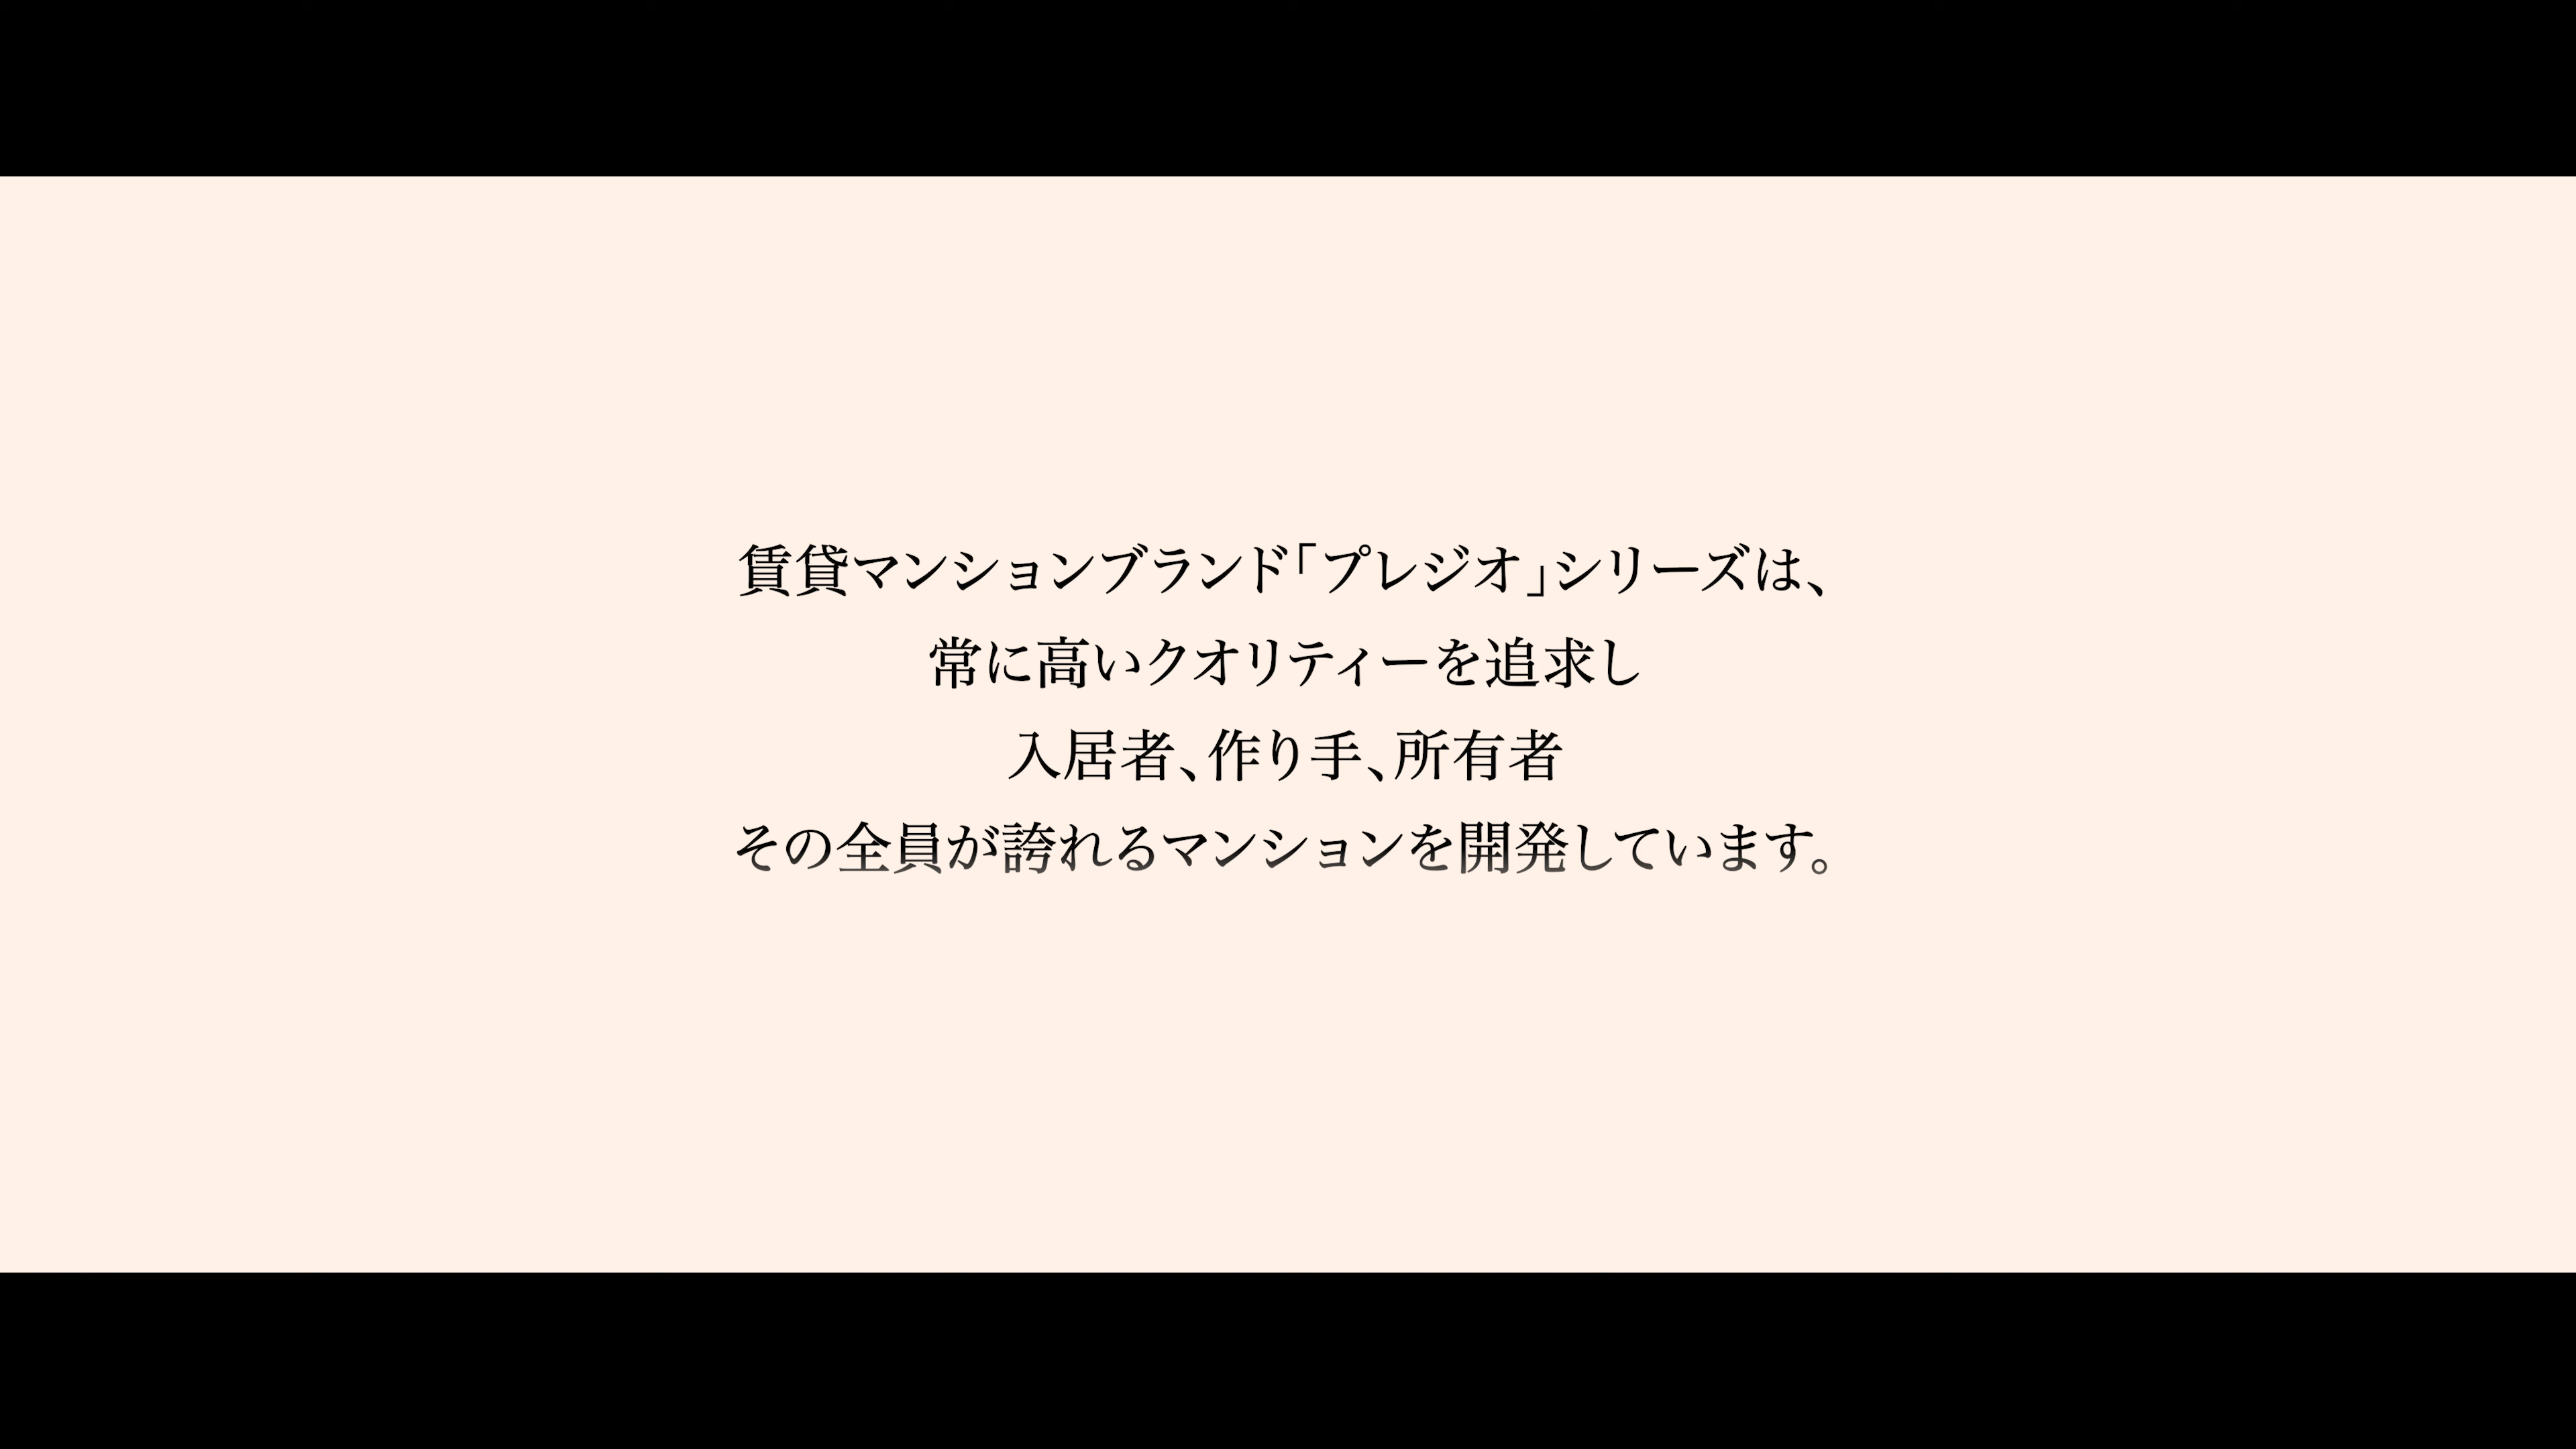 賃貸マンションブランド「プレジオ」シリーズは、
常に高いクオリティーを追求し
入居者、作り手、所有者
その全員が誇れるマンションを開発しています。